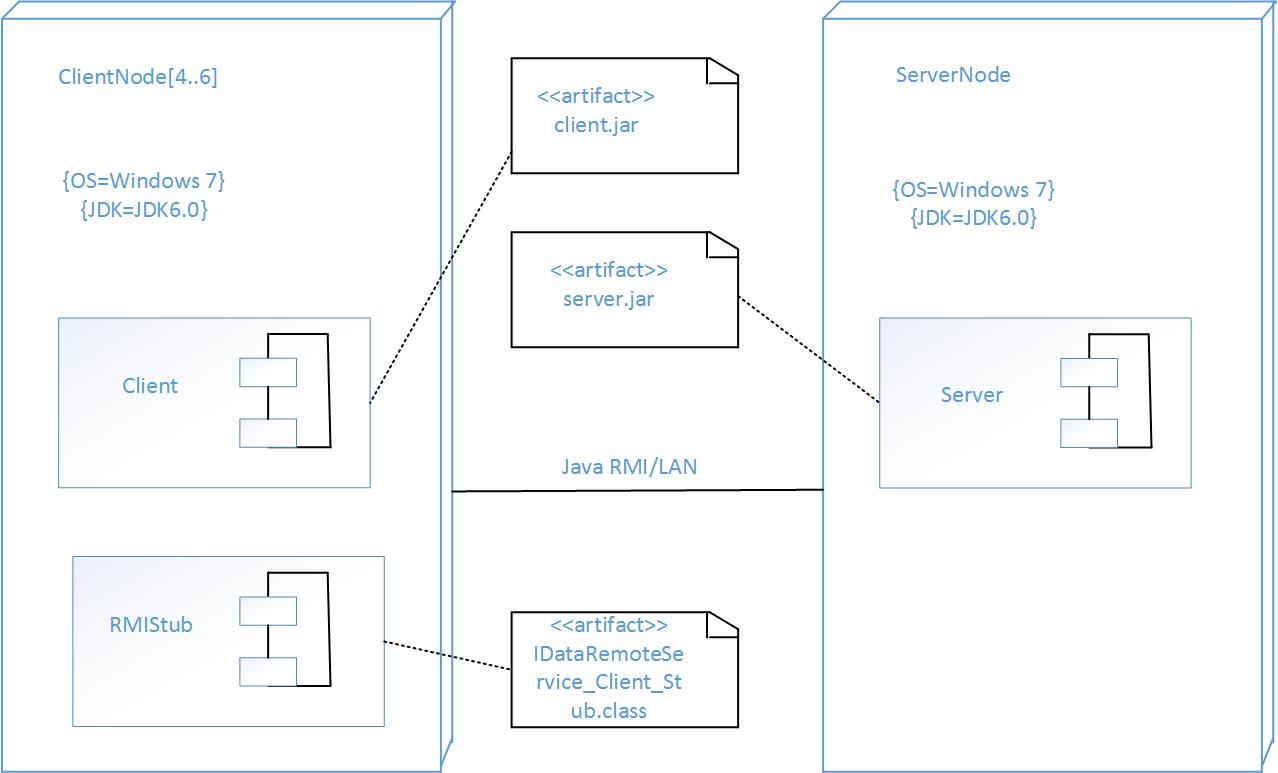 ClientNode[4..6]
{OS=Windows 7}
{JDK=JDK6.0}
Client
RMIStub
<<artifact>>
client.jar
<<artifact>>
server.jar
Java RMI/LAN
<<artifact>>
IDataRemoteSe
rvice_Client_St
ub.class
ServerNode
{OS=Windows 7}
{JDK=JDK6.0}
Server